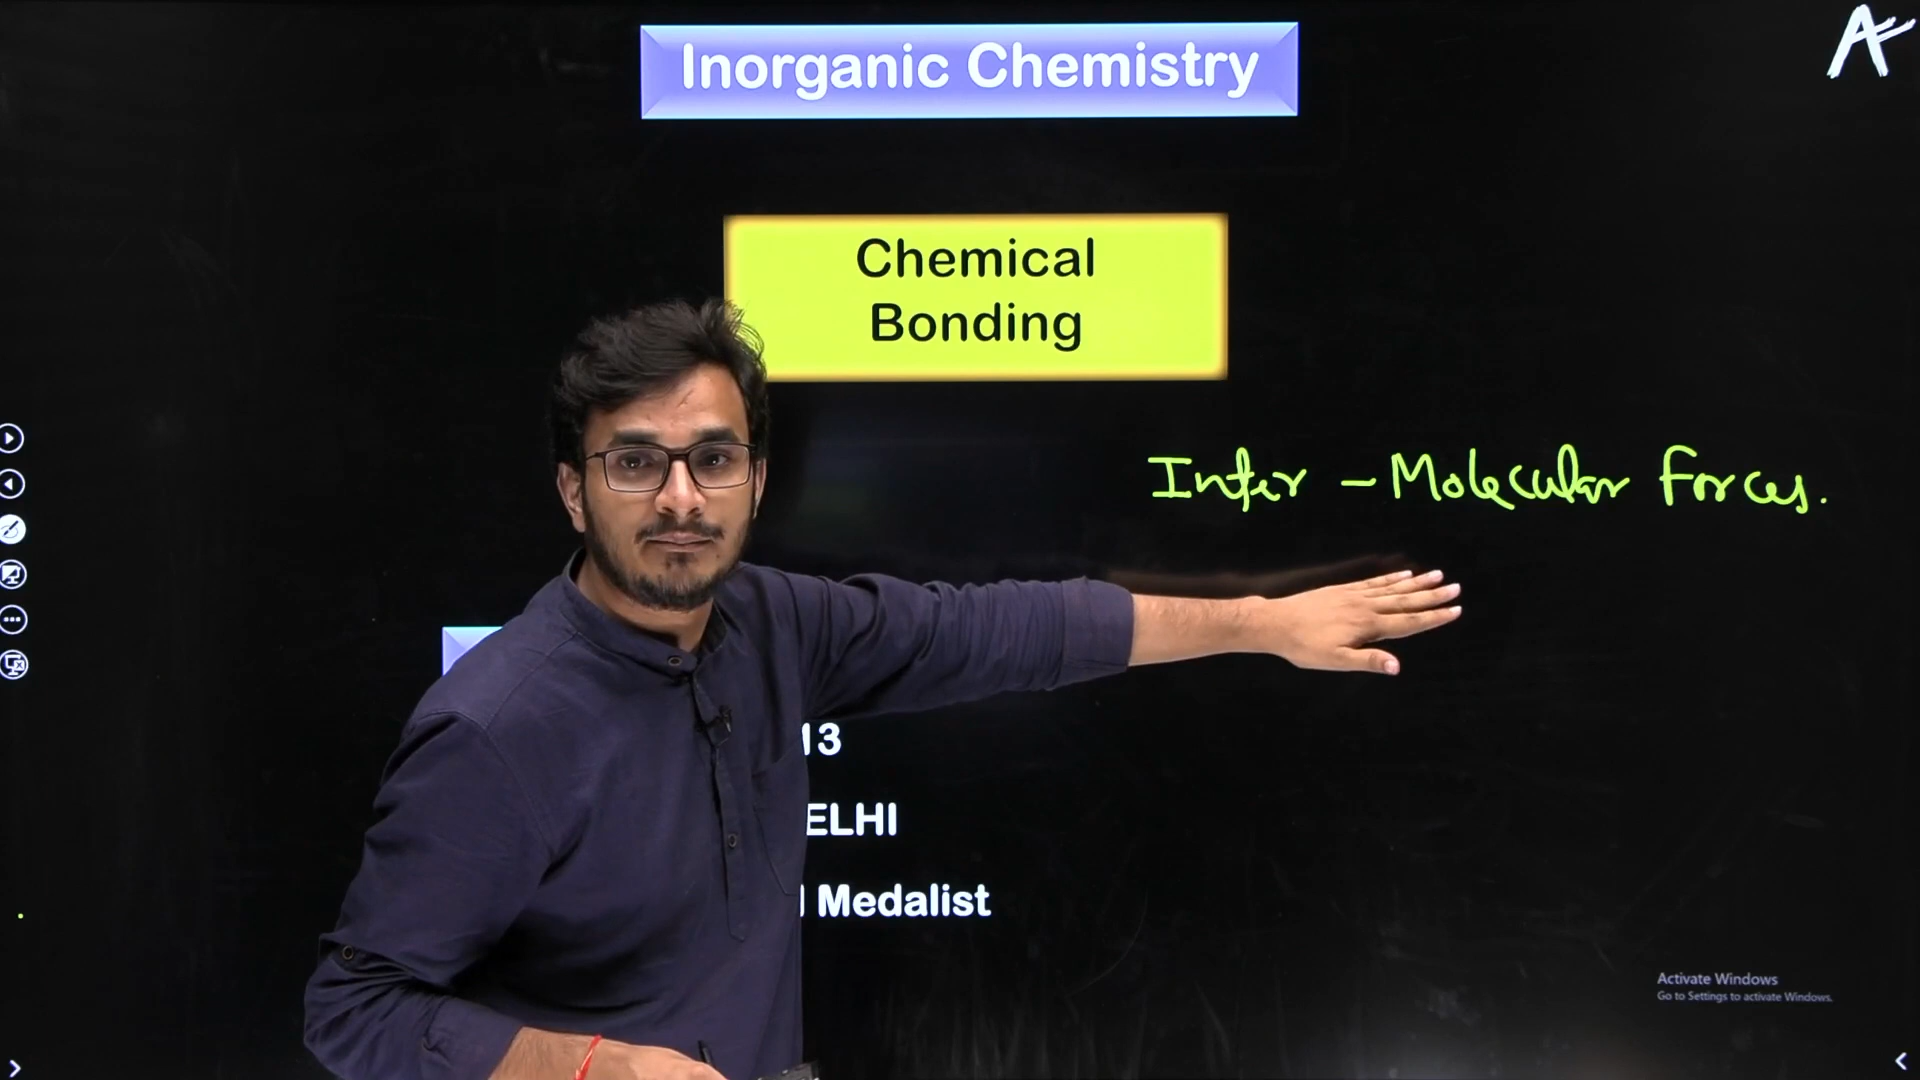 Inorganic Chemistry
Chemical
Bonding
Inter - Molecular Forces.
13
ELHI
Medalist
Activate Windows
Go to Settings to activate Windows.